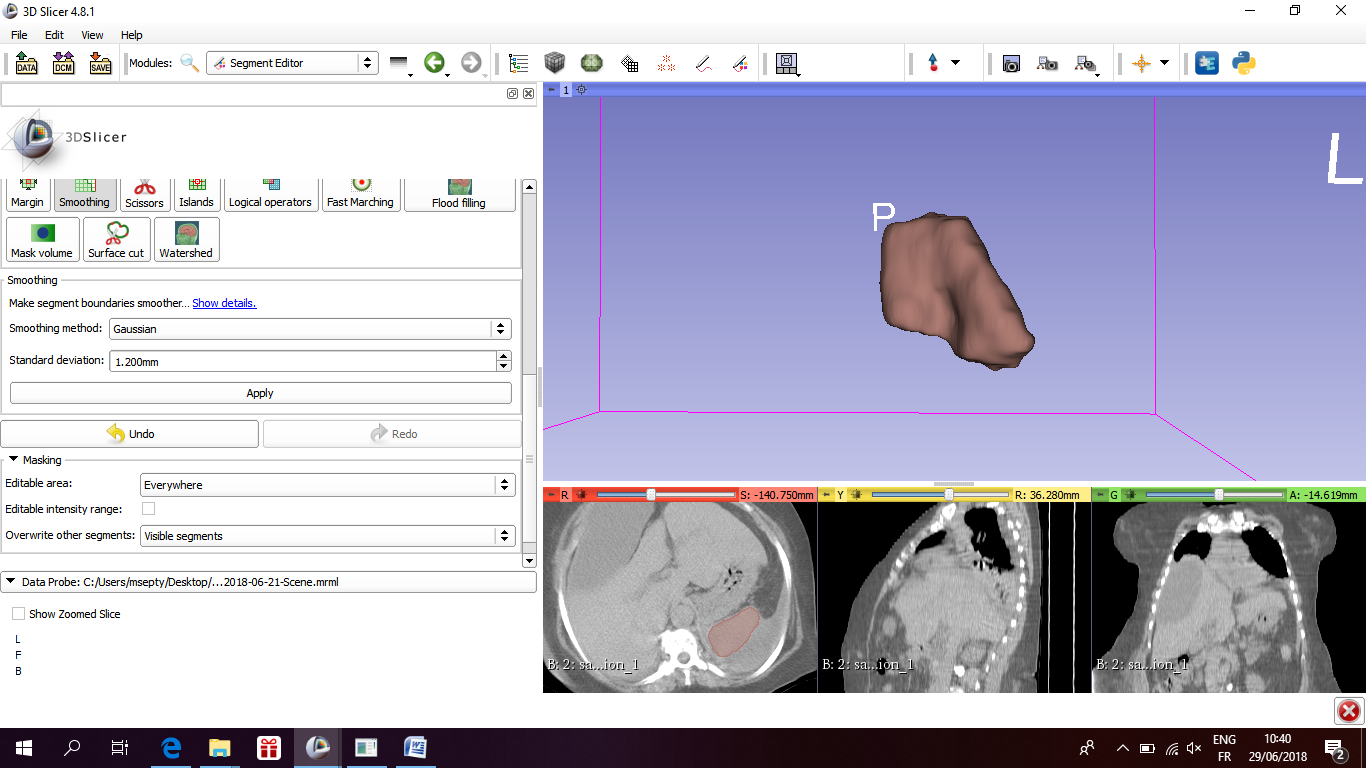 3D Slicer 4.8.1
File Edit View Help
DATA DCM SAVE Modules: Segment Editor
1
3DSlicer
L
P
Margin Smoothing Scissors Islands Logical operators Fast Marching Flood filling
Mask volume Surface cut Watershed
Smoothing
Make segment boundaries smoother... Show details.
Smoothing method: Gaussian
Standard deviation: 1.200mm
Apply
Undo Redo
Masking
Editable area: Everywhere
Editable intensity range:
Overwrite other segments: Visible segments
R S: -140.750mm Y R: 36.280mm G A: -14.619mm
B: 2: sa...ion_1 B: 2: sa...ion_1 B: 2: sa...ion_1
Data Probe: C:/Users/msepty/Desktop/...2018-06-21-Scene.mrml
Show Zoomed Slice
L
F
B
ENG
FR
10:40
29/06/2018
2